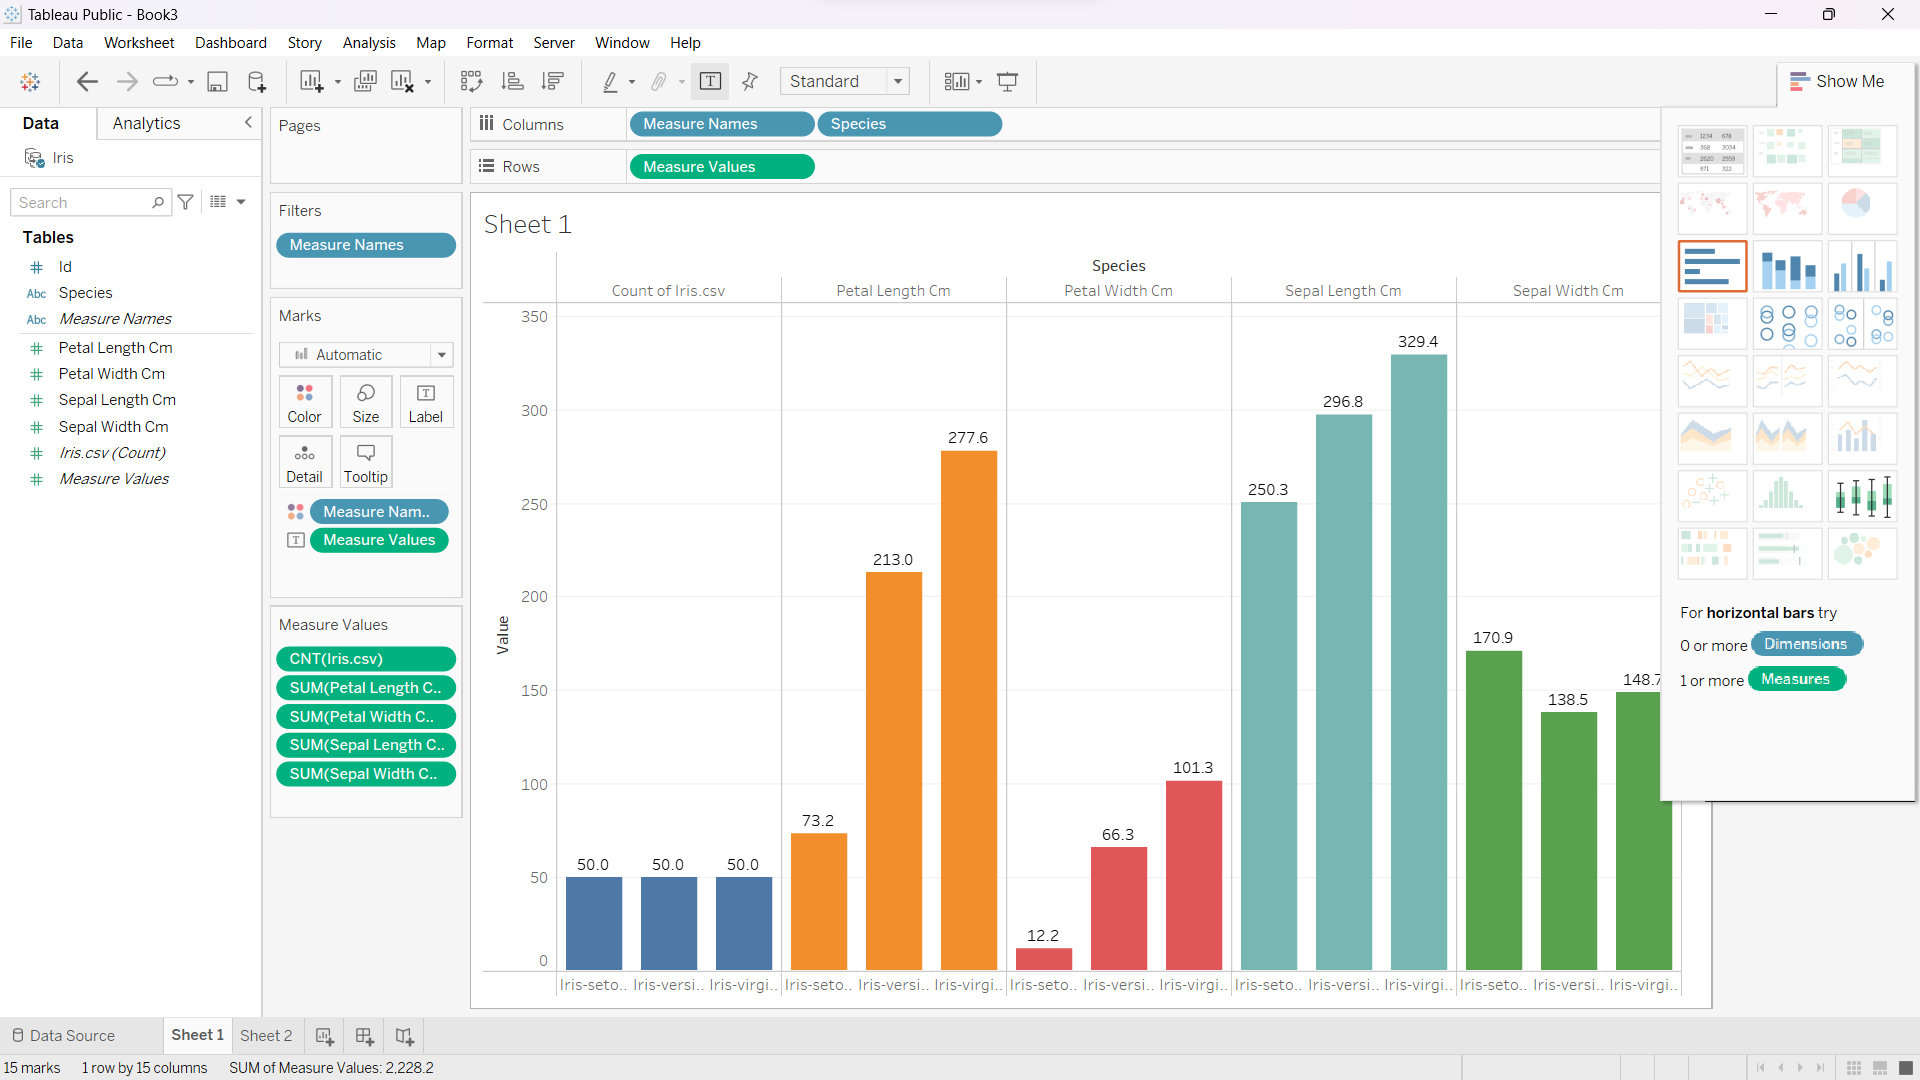 Tableau Public - Book3
File Data Worksheet Dashboard Story Analysis Map Format Server Window Help
Standard
Show Me
Data Analytics
Iris
Search
Tables
Id
Species
Measure Names
Petal Length Cm
Petal Width Cm
Sepal Length Cm
Sepal Width Cm
Iris.csv (Count)
Measure Values
Abc
Abc
Pages
Filters
Measure Names
Marks
Automatic
Color Size Label
Detail Tooltip
Measure Nam..
Measure Values
Measure Values
CNT(Iris.csv)
SUM(Petal Length C..
SUM(Petal Width C..
SUM(Sepal Length C..
SUM(Sepal Width C..
Columns Measure Names Species
Rows Measure Values
Sheet 1
Species
Count of Iris.csv Petal Length Cm Petal Width Cm Sepal Length Cm Sepal Width Cm
Value
350
300
250
200
150
100
50
0
50.0 50.0 50.0 73.2 213.0 277.6 12.2 66.3 101.3 250.3 296.8 329.4 170.9 138.5 148.7
Iris-seto.. Iris-versi.. Iris-virgi.. Iris-seto.. Iris-versi.. Iris-virgi.. Iris-seto.. Iris-versi.. Iris-virgi.. Iris-seto.. Iris-versi.. Iris-virgi.. Iris-seto.. Iris-versi.. Iris-virgi..
1234 678
368 3034
2620 2559
971 322
For horizontal bars try
0 or more Dimensions
1 or more Measures
Data Source Sheet 1 Sheet 2
15 marks 1 row by 15 columns SUM of Measure Values: 2,228.2